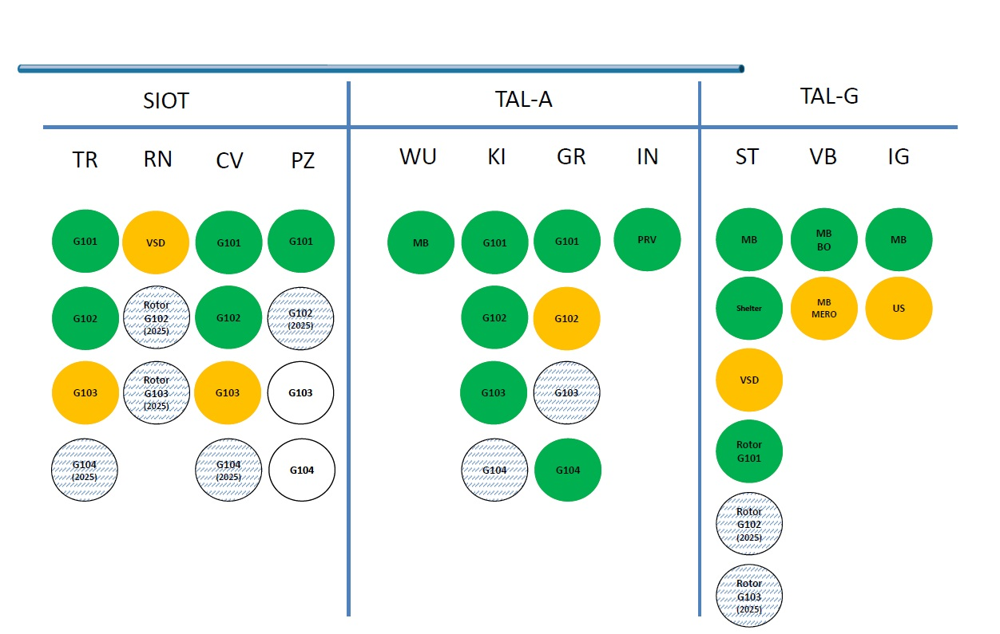 SIOT
TAL-A
TAL-G
TR
RN
CV
PZ
WU
KI
GR
IN
ST
VB
IG
G101
VSD
G101
G101
MB
G101
G101
PRV
MB
MB
BO
MB
G102
Rotor
G102
(2025)
G102
G102
(2025)
G102
G102
Shelter
MB
MERO
US
G103
Rotor
G103
(2025)
G103
G103
G103
G103
VSD
G104
(2025)
G104
(2025)
G104
G104
G104
Rotor
G101
Rotor
G102
(2025)
Rotor
G103
(2025)